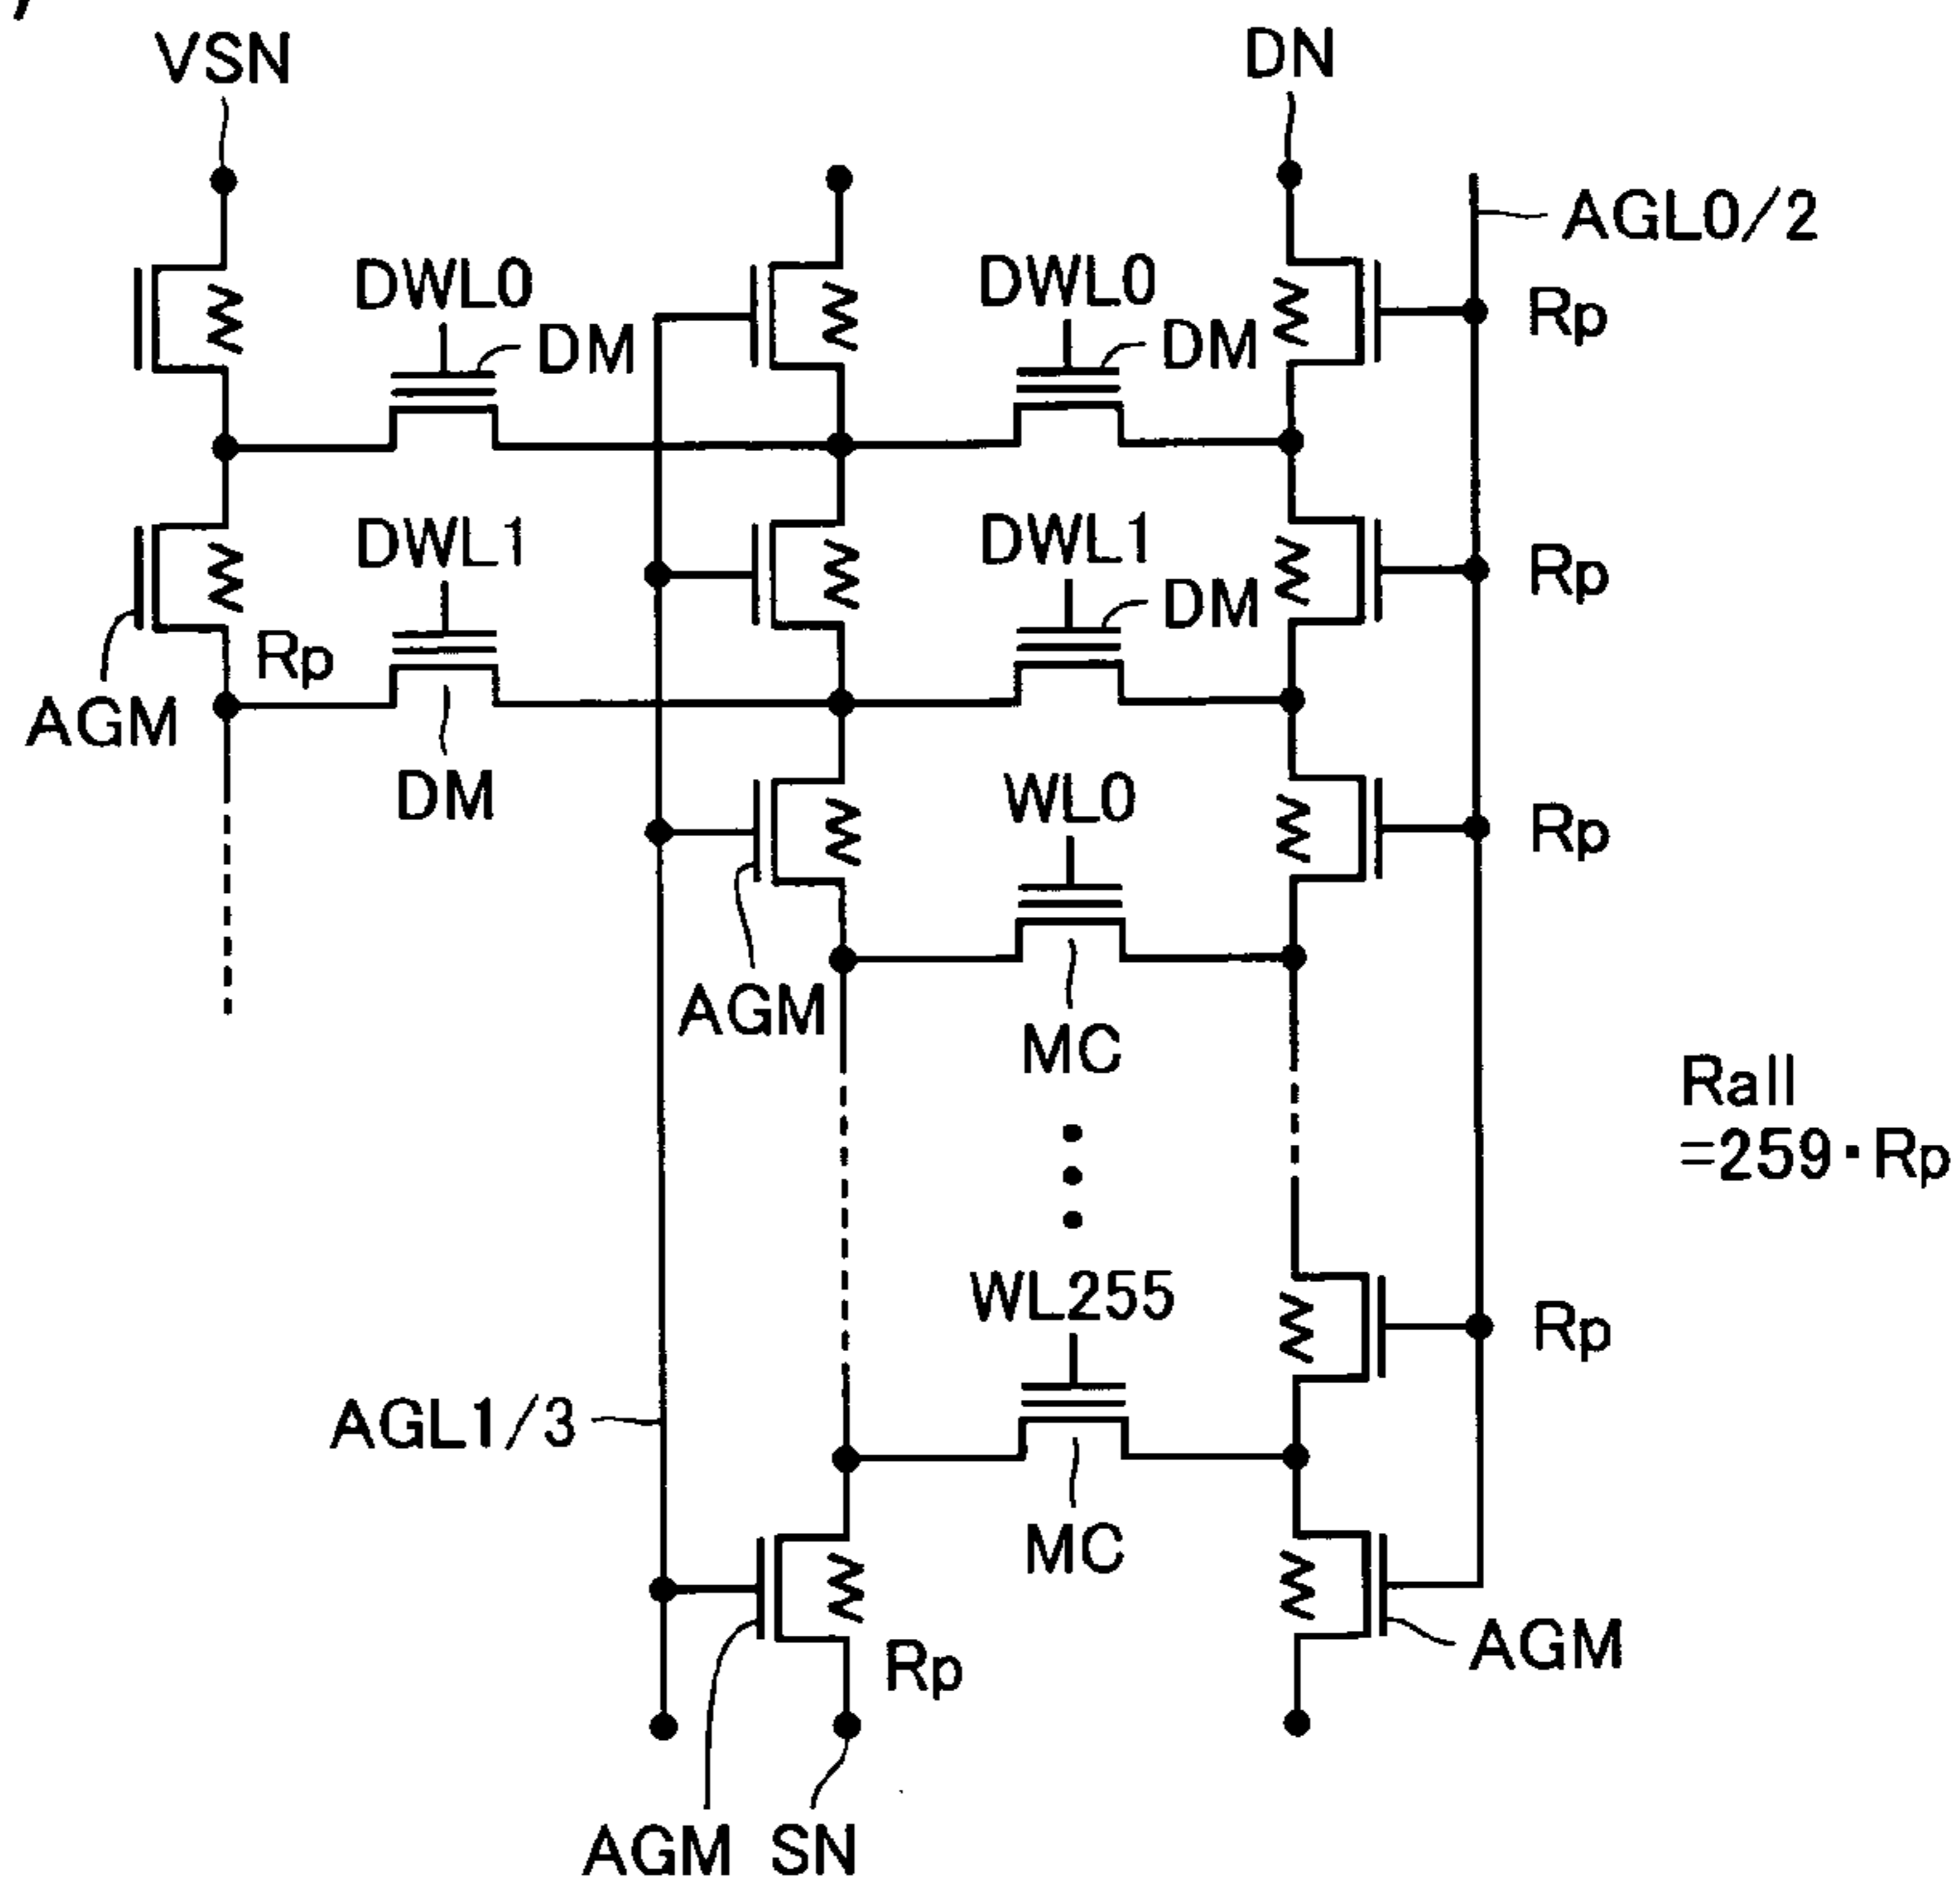 VSN
DN
AGL0/2
DWL0
DM
DWL0
DM
Rp
DWL1
DWL1
DM
Rp
Rp
AGM
DM
WL0
Rp
AGM
MC
Rall
=259・Rp
WL255
Rp
AGL1/3
MC
AGM
Rp
AGM
SN